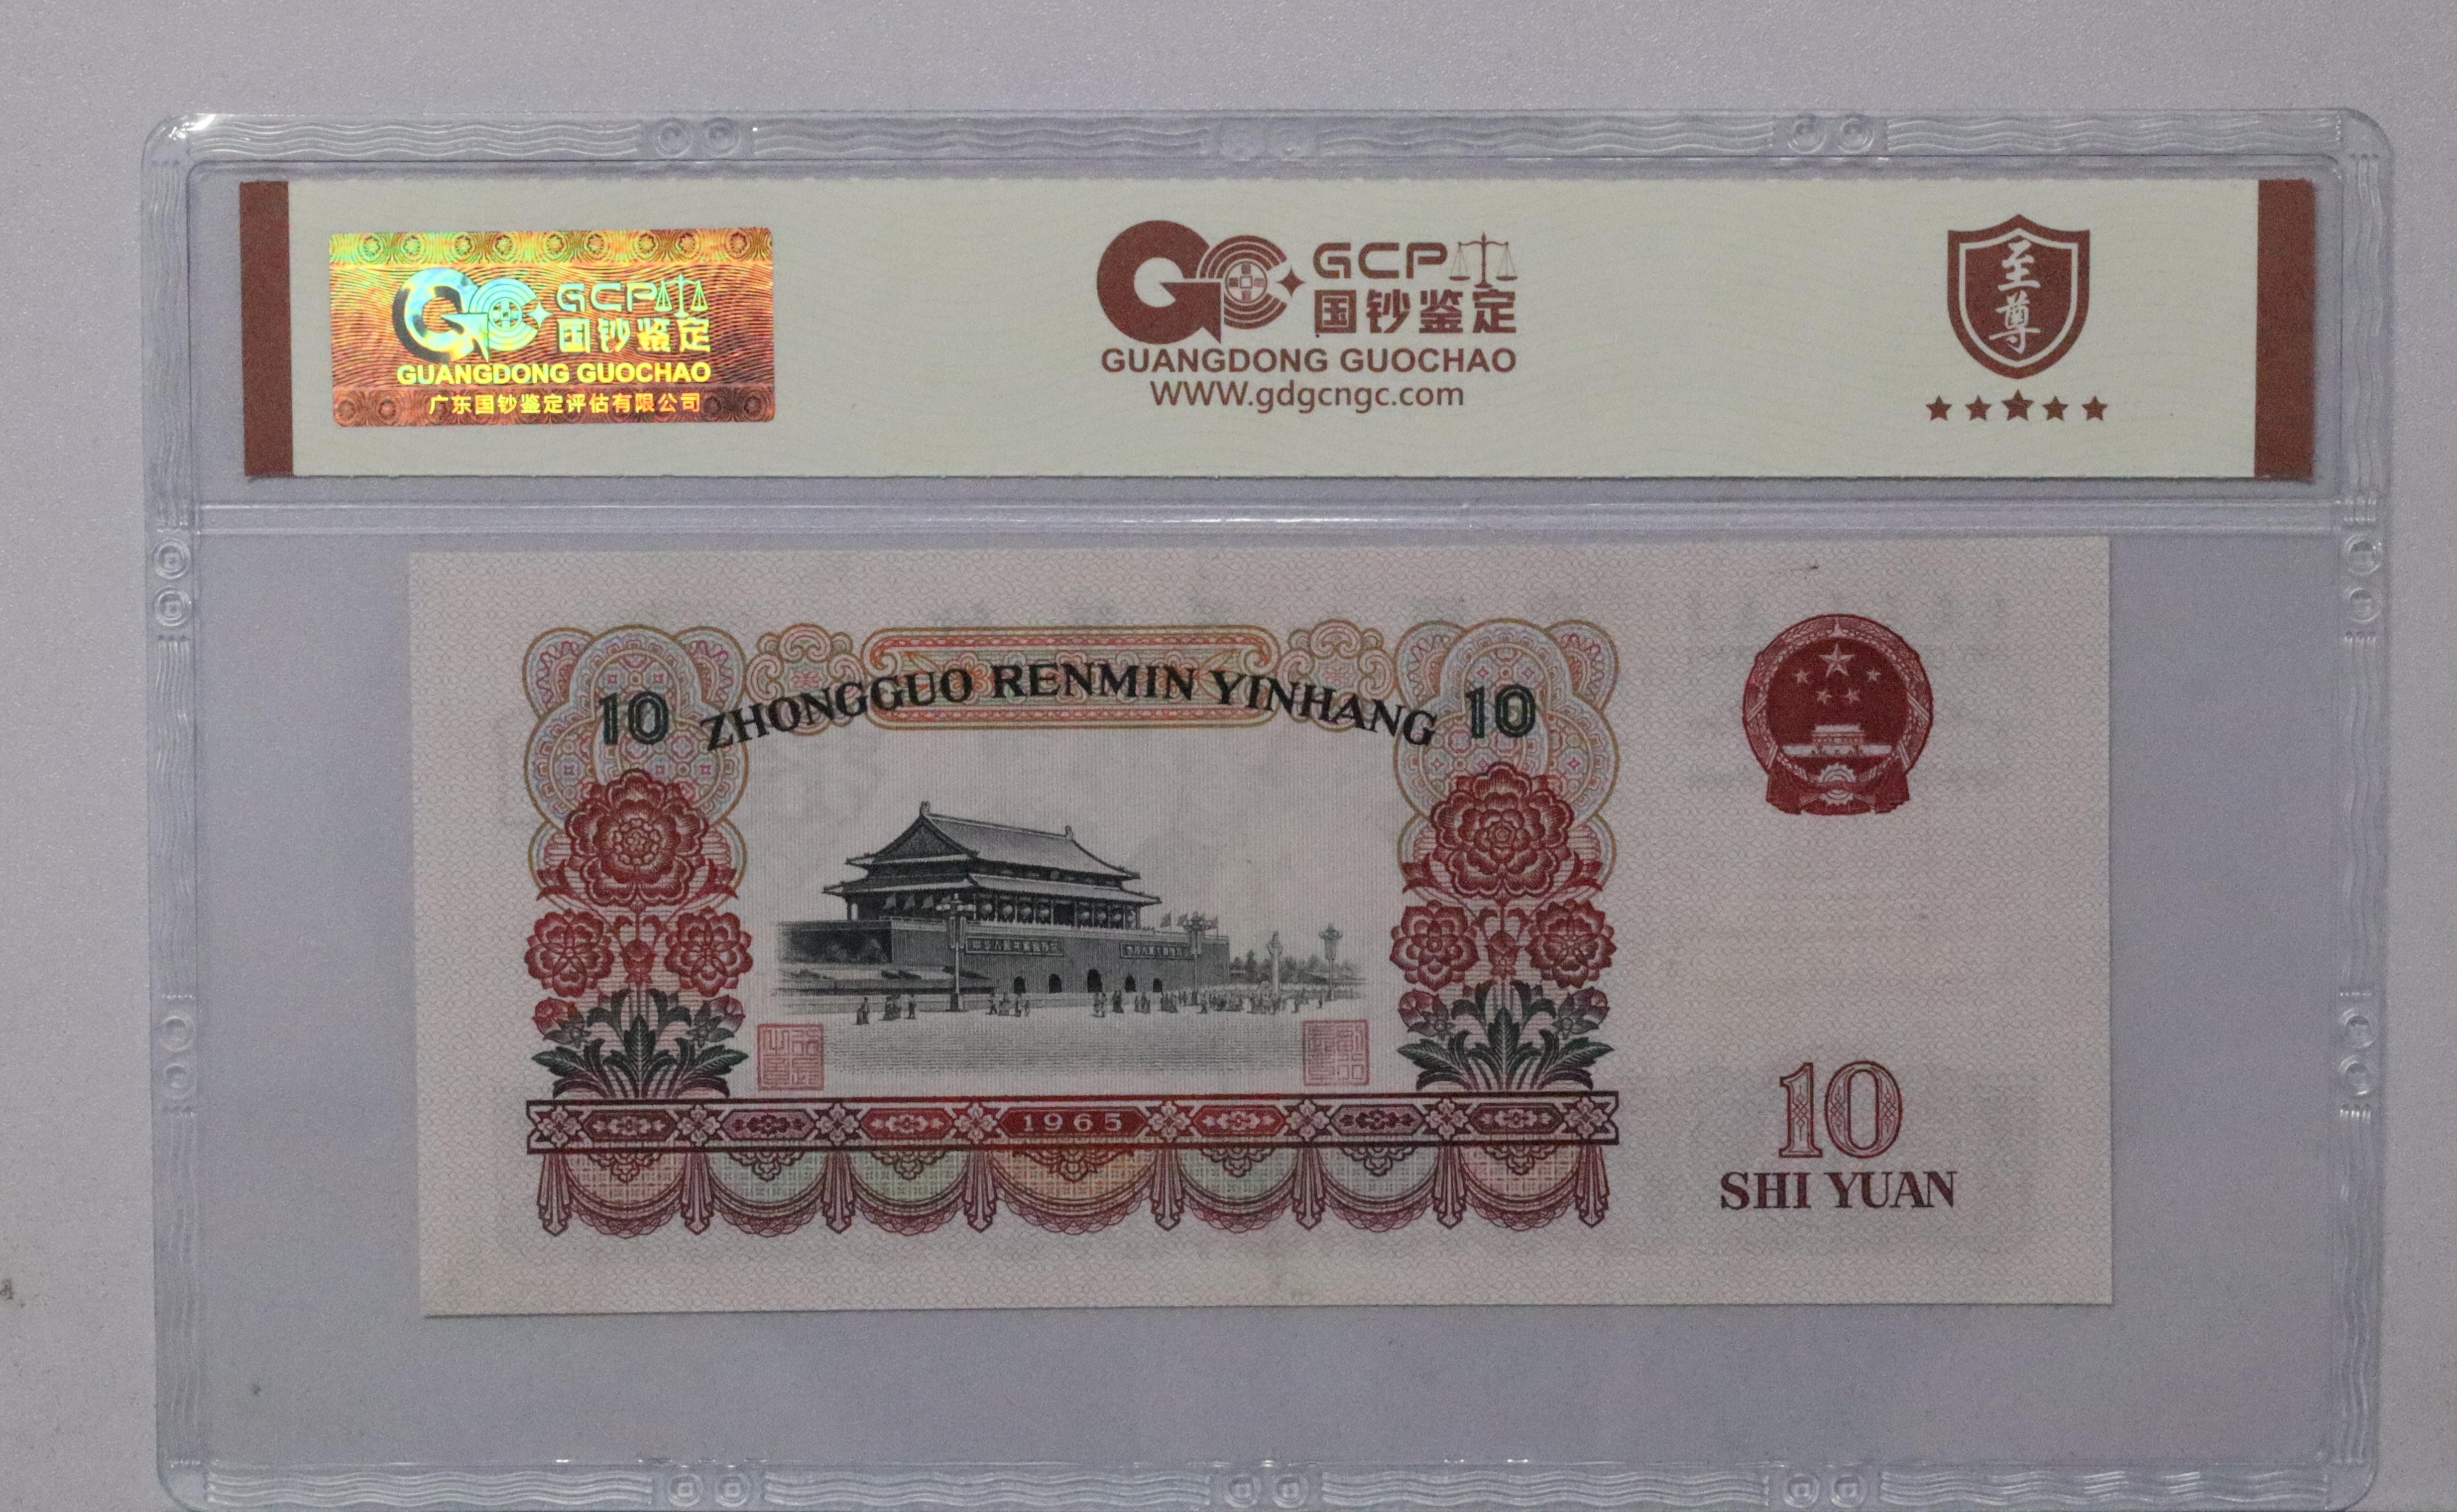 GCP
国钞鉴定
GUANGDONG GUOCHAO
广东国钞鉴定评估有限公司
GCP
国钞鉴定
GUANGDONG GUOCHAO
WWW.gdgcngc.com
至尊
10 ZHONGGUO RENMIN YINHANG 10
1965
10
SHI YUAN